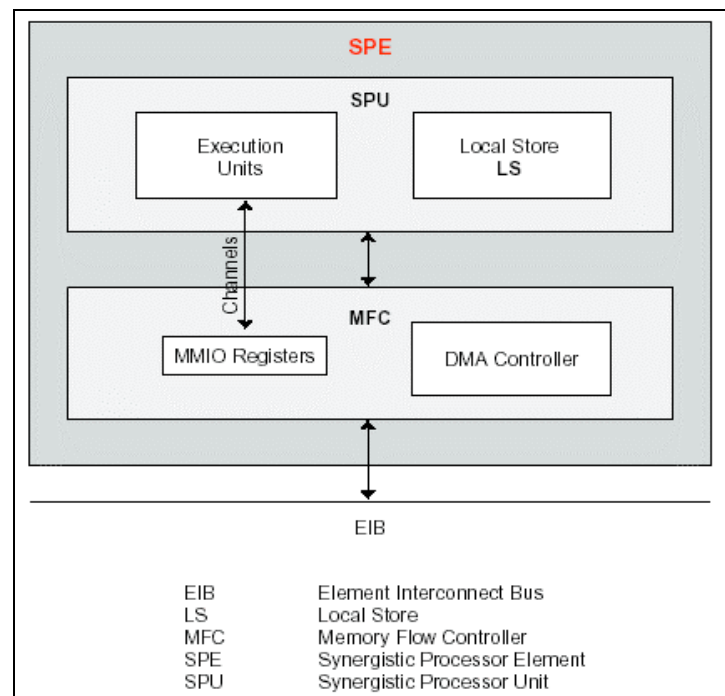 SPE
SPU
Execution
Units
Local Store
LS
Channels
MFC
MMIO Registers
DMA Controller
EIB
EIB Element Interconnect Bus
LS Local Store
MFC Memory Flow Controller
SPE Synergistic Processor Element
SPU Synergistic Processor Unit